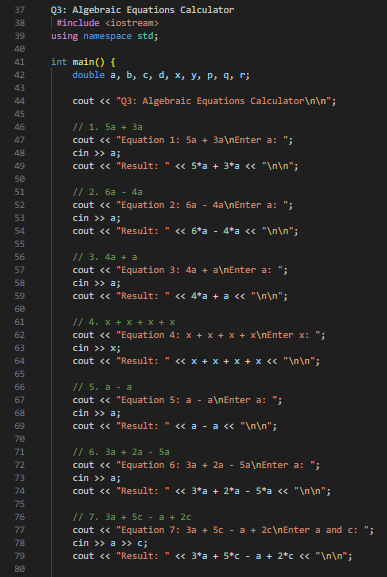 37 Q3: Algebraic Equations Calculator
38 #include <iostream>
39 using namespace std;
40
41 int main() {
42 double a, b, c, d, x, y, p, q, r;
43
44 cout << "Q3: Algebraic Equations Calculator\n\n";
45
46 // 1. 5a + 3a
47 cout << "Equation 1: 5a + 3a\nEnter a: ";
48 cin >> a;
49 cout << "Result: " << 5*a + 3*a << "\n\n";
50
51 // 2. 6a - 4a
52 cout << "Equation 2: 6a - 4a\nEnter a: ";
53 cin >> a;
54 cout << "Result: " << 6*a - 4*a << "\n\n";
55
56 // 3. 4a + a
57 cout << "Equation 3: 4a + a\nEnter a: ";
58 cin >> a;
59 cout << "Result: " << 4*a + a << "\n\n";
60
61 // 4. x + x + x + x
62 cout << "Equation 4: x + x + x + x\nEnter x: ";
63 cin >> x;
64 cout << "Result: " << x + x + x + x << "\n\n";
65
66 // 5. a - a
67 cout << "Equation 5: a - a\nEnter a: ";
68 cin >> a;
69 cout << "Result: " << a - a << "\n\n";
70
71 // 6. 3a + 2a - 5a
72 cout << "Equation 6: 3a + 2a - 5a\nEnter a: ";
73 cin >> a;
74 cout << "Result: " << 3*a + 2*a - 5*a << "\n\n";
75
76 // 7. 3a + 5c - a + 2c
77 cout << "Equation 7: 3a + 5c - a + 2c\nEnter a and c: ";
78 cin >> a >> c;
79 cout << "Result: " << 3*a + 5*c - a + 2*c << "\n\n";
80